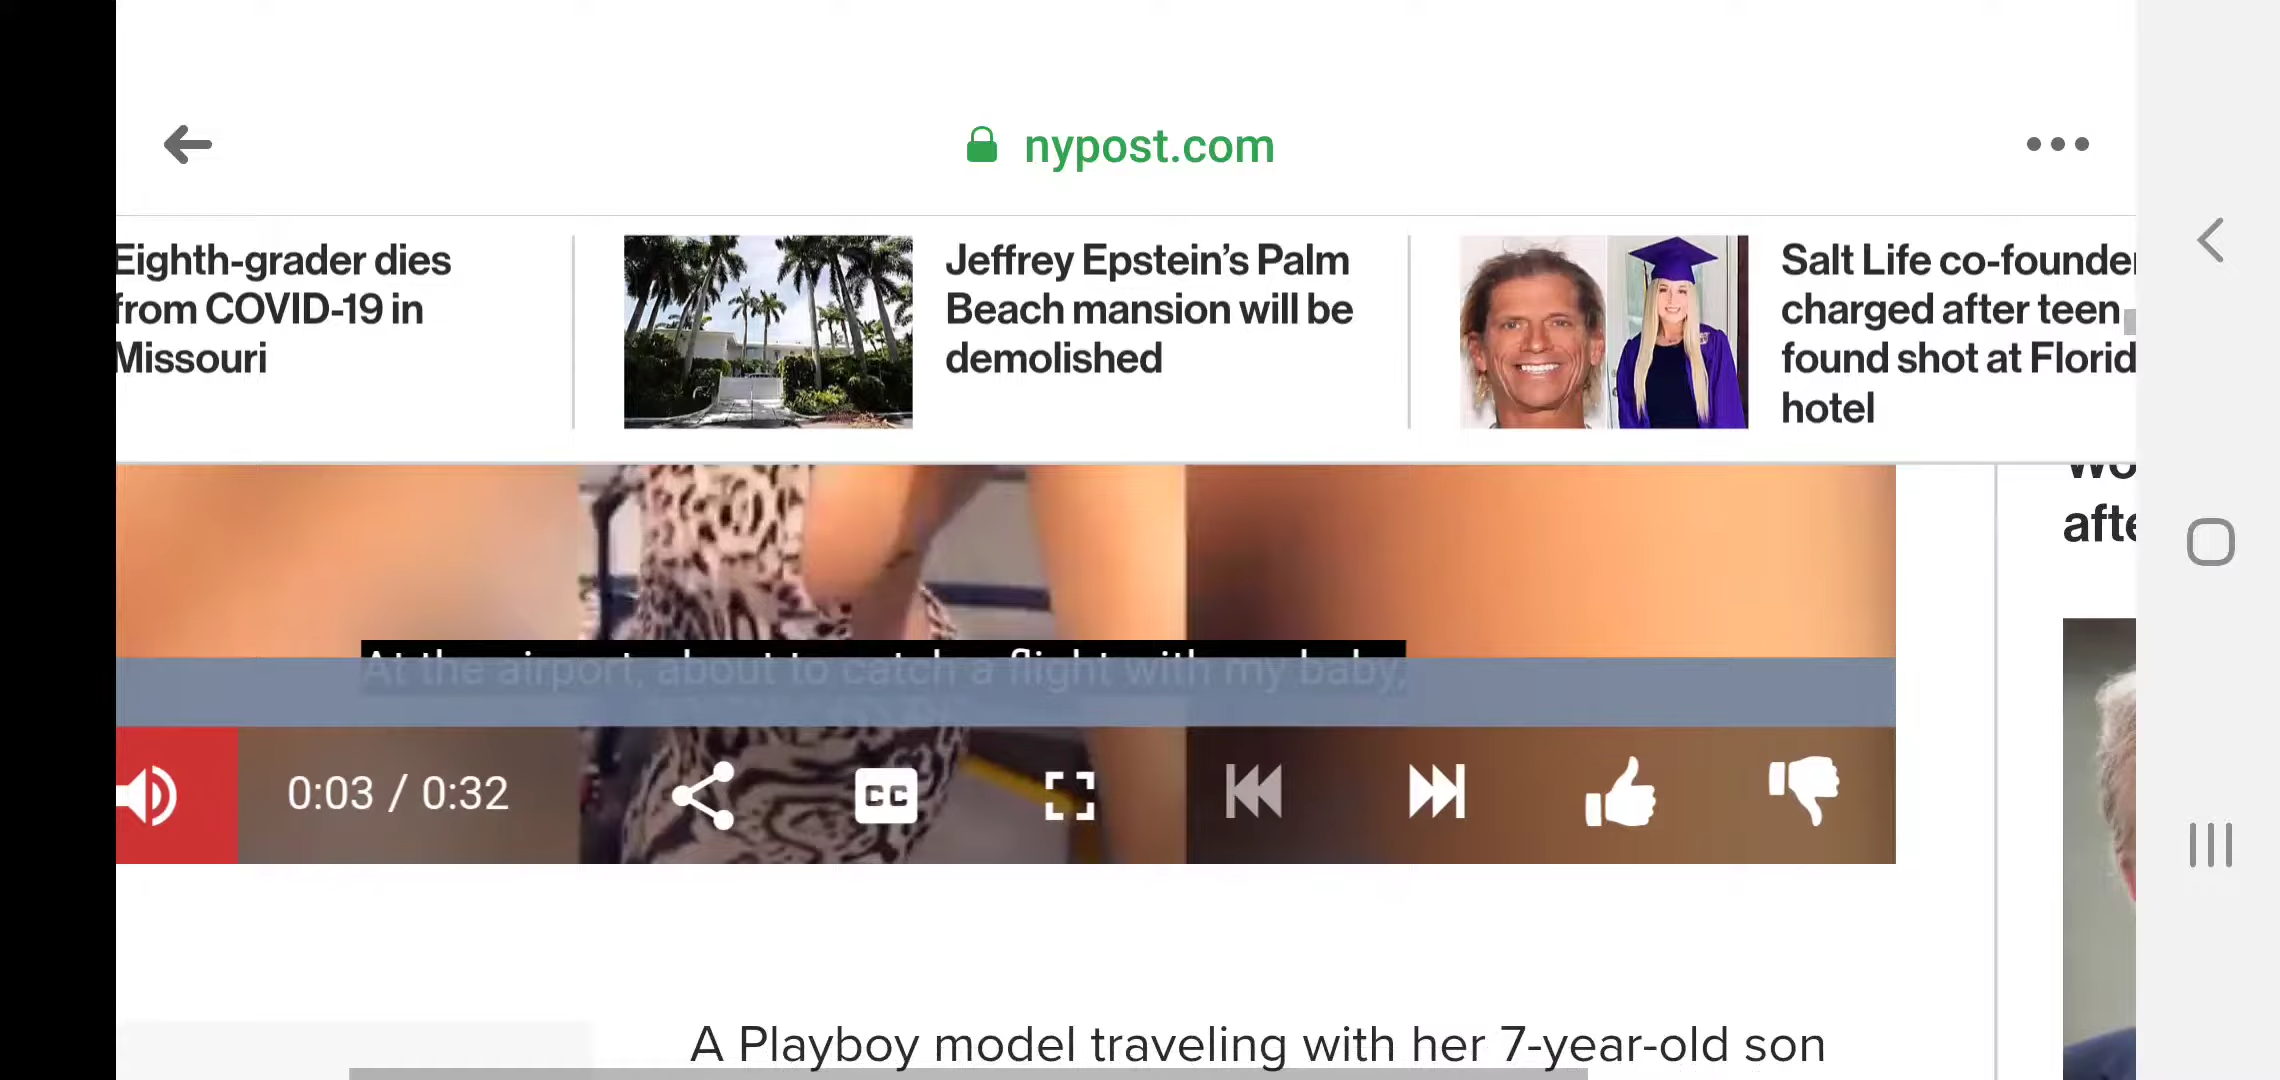 nypost.com
Eighth-grader dies
from COVID-19 in
Missouri
Jeffrey Epstein's Palm
Beach mansion will be
demolished
Salt Life co-founder
charged after teen
found shot at Florid
hotel
afte
At the airport, about to catch a flight with my baby,
0:03 / 0:32
CC
A Playboy model traveling with her 7-year-old son